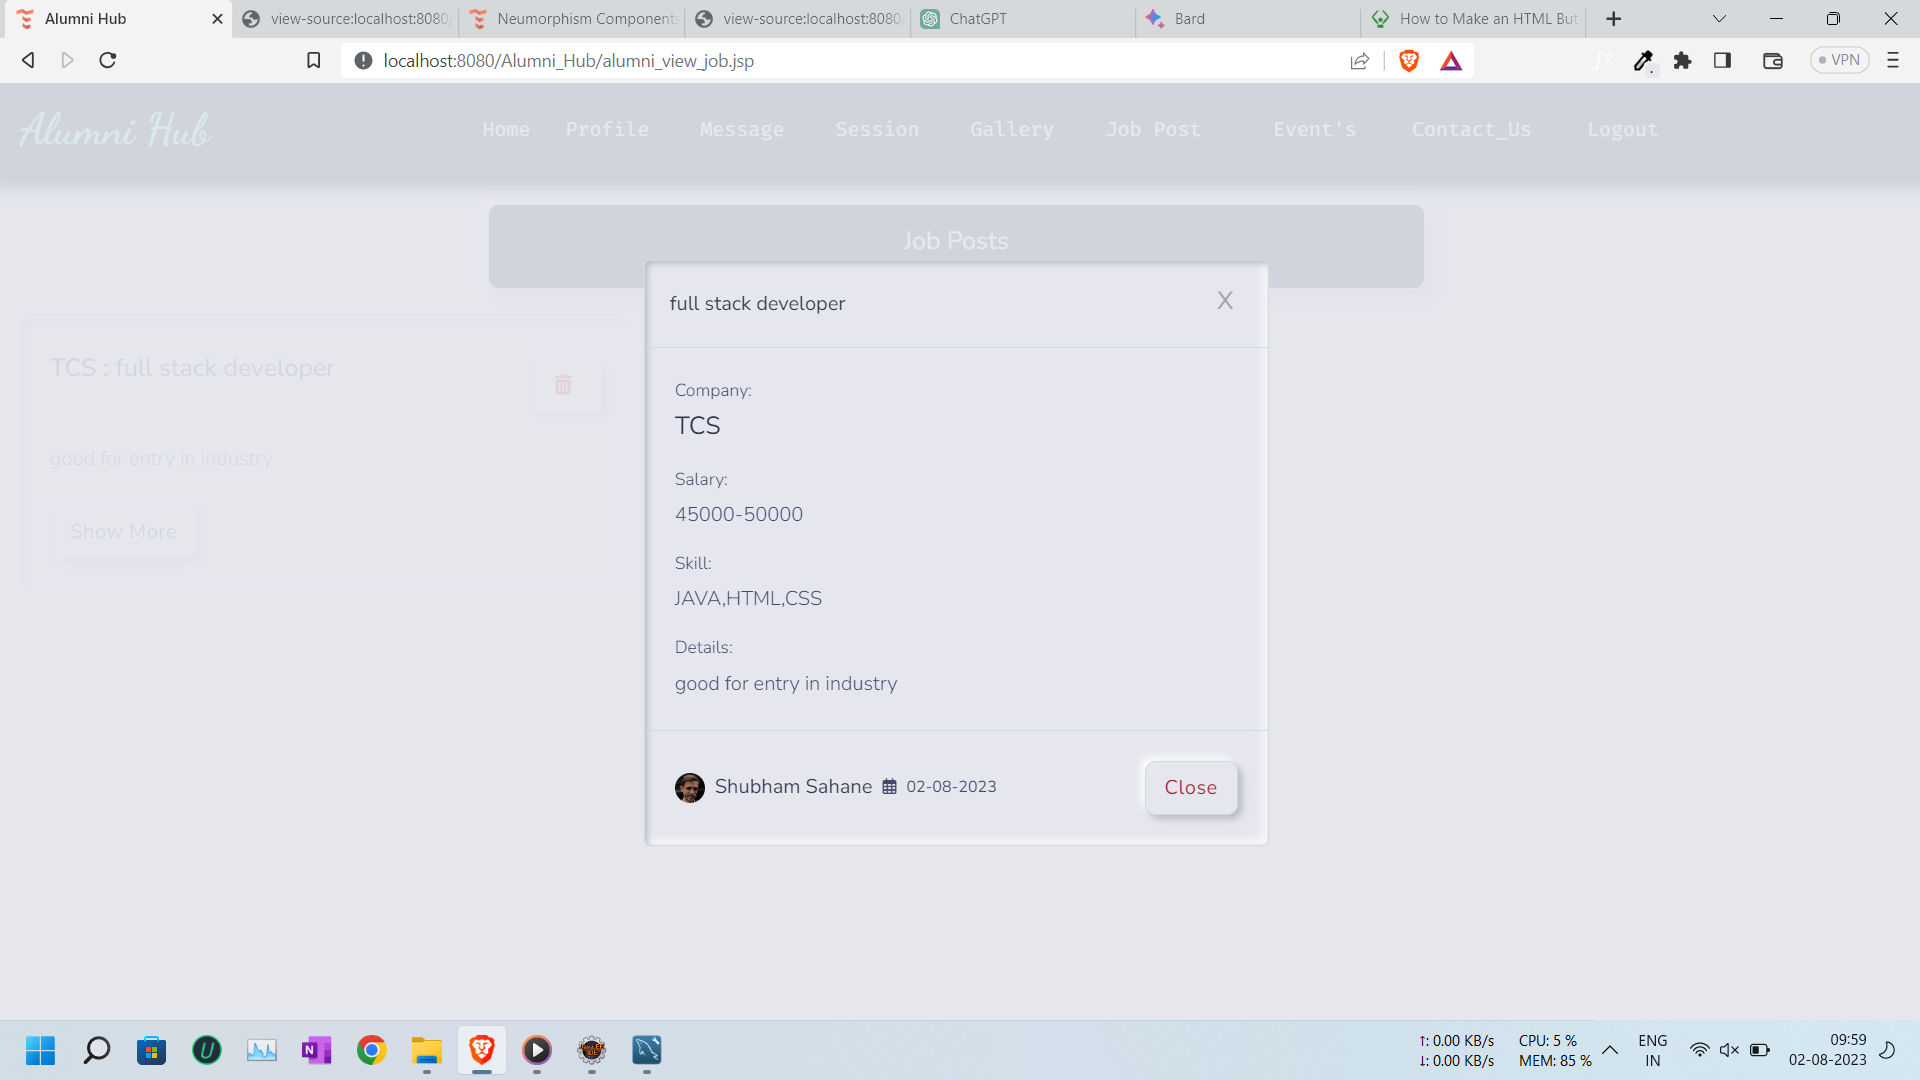 Alumni Hub
view-source:localhost:8080/
Neumorphism Component
view-source:localhost:8080/
ChatGPT
Bard
How to Make an HTML But
localhost:8080/Alumni_Hub/alumni_view_job.jsp
VPN
Alumni Hub
Home Profile Message Session Gallery Job Post Event's Contact_Us Logout
Job Posts
TCS : full stack developer
good for entry in industry
Show More
full stack developer
X
Company:
TCS
Salary:
45000-50000
Skill:
JAVA,HTML,CSS
Details:
good for entry in industry
Shubham Sahane 02-08-2023
Close
↑: 0.00 KB/s CPU: 5 %
↓: 0.00 KB/s MEM: 85 %
ENG
IN
09:59
02-08-2023